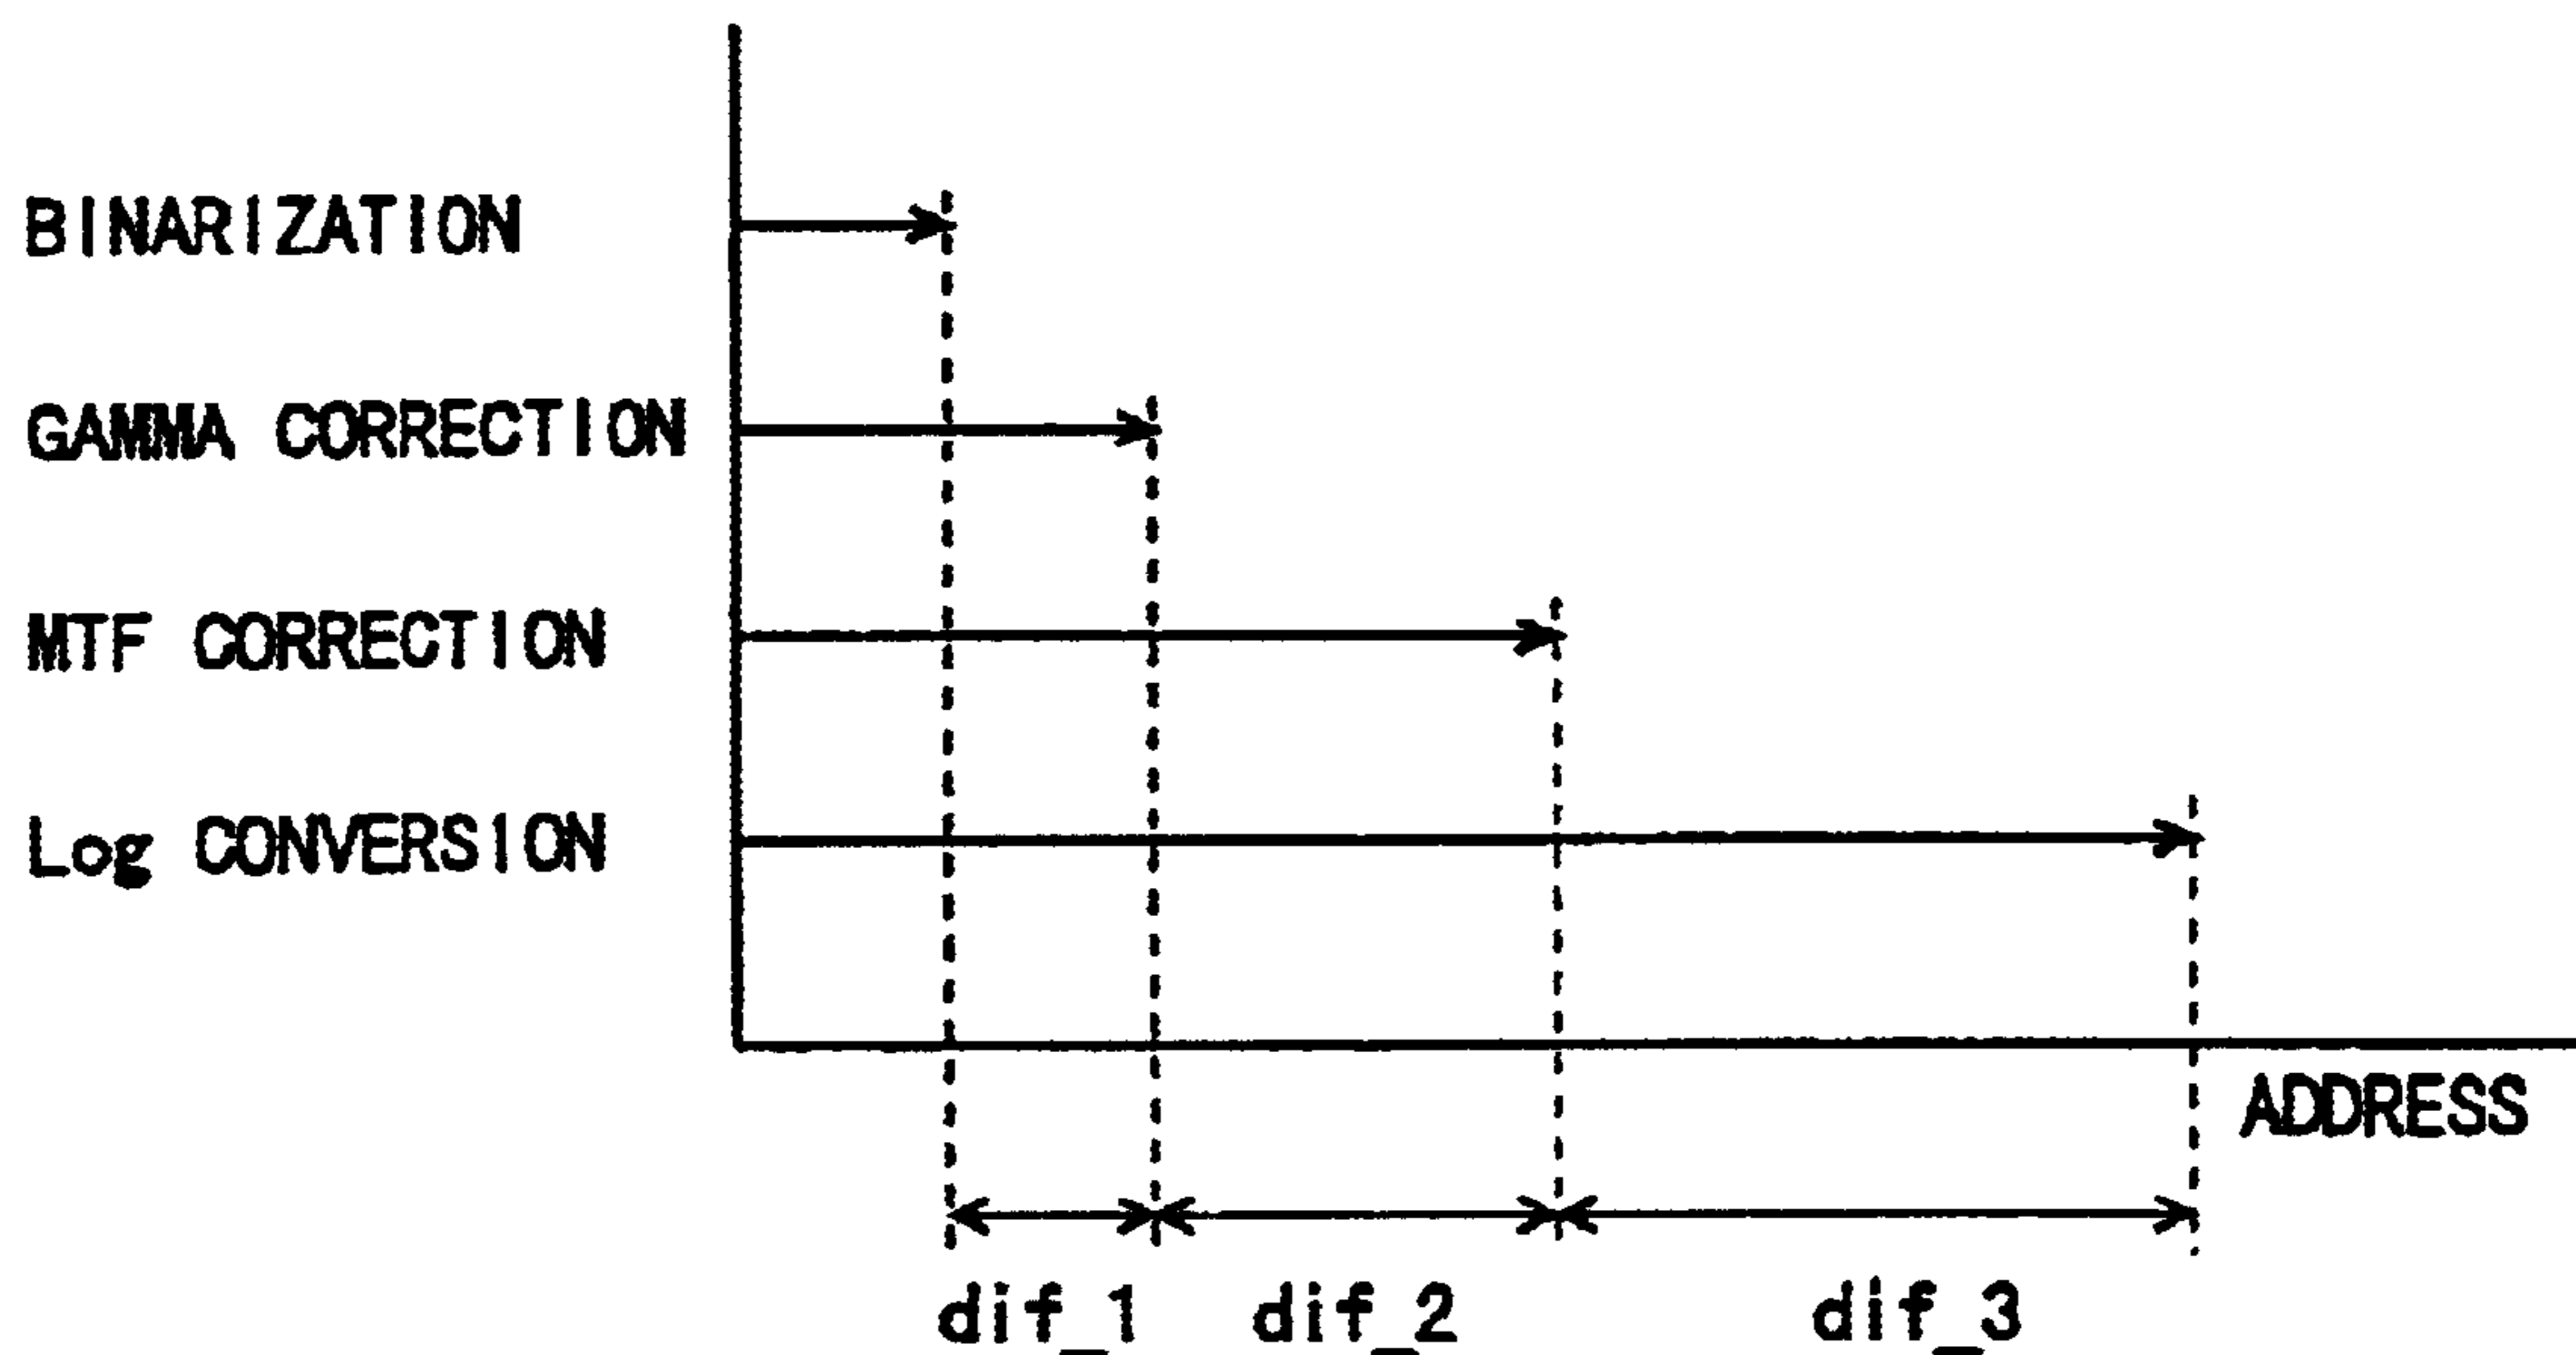 BINARIZATION
GAMMA CORRECTION
MTF CORRECTION
Log CONVERSION
ADDRESS
dif_1 dif_2 dif_3